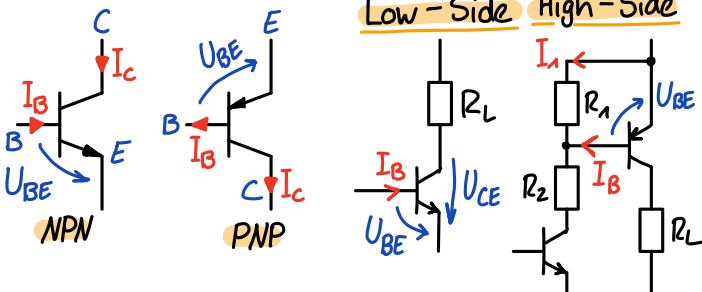 Low-Side
High-Side
C
I_C
I_B
B
E
U_BE
NPN
E
U_BE
B
I_B
C
I_C
PNP
R_L
I_B
U_CE
U_BE
I_1
R_1
U_BE
I_B
R_2
R_L